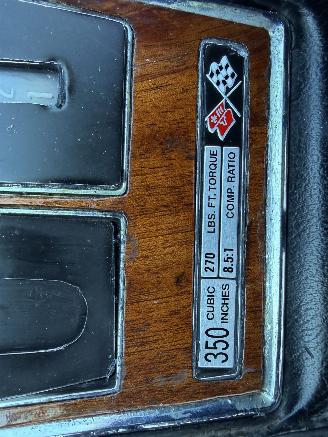 350 CUBIC INCHES
270 LBS. FT. TORQUE
8.5:1 COMP. RATIO